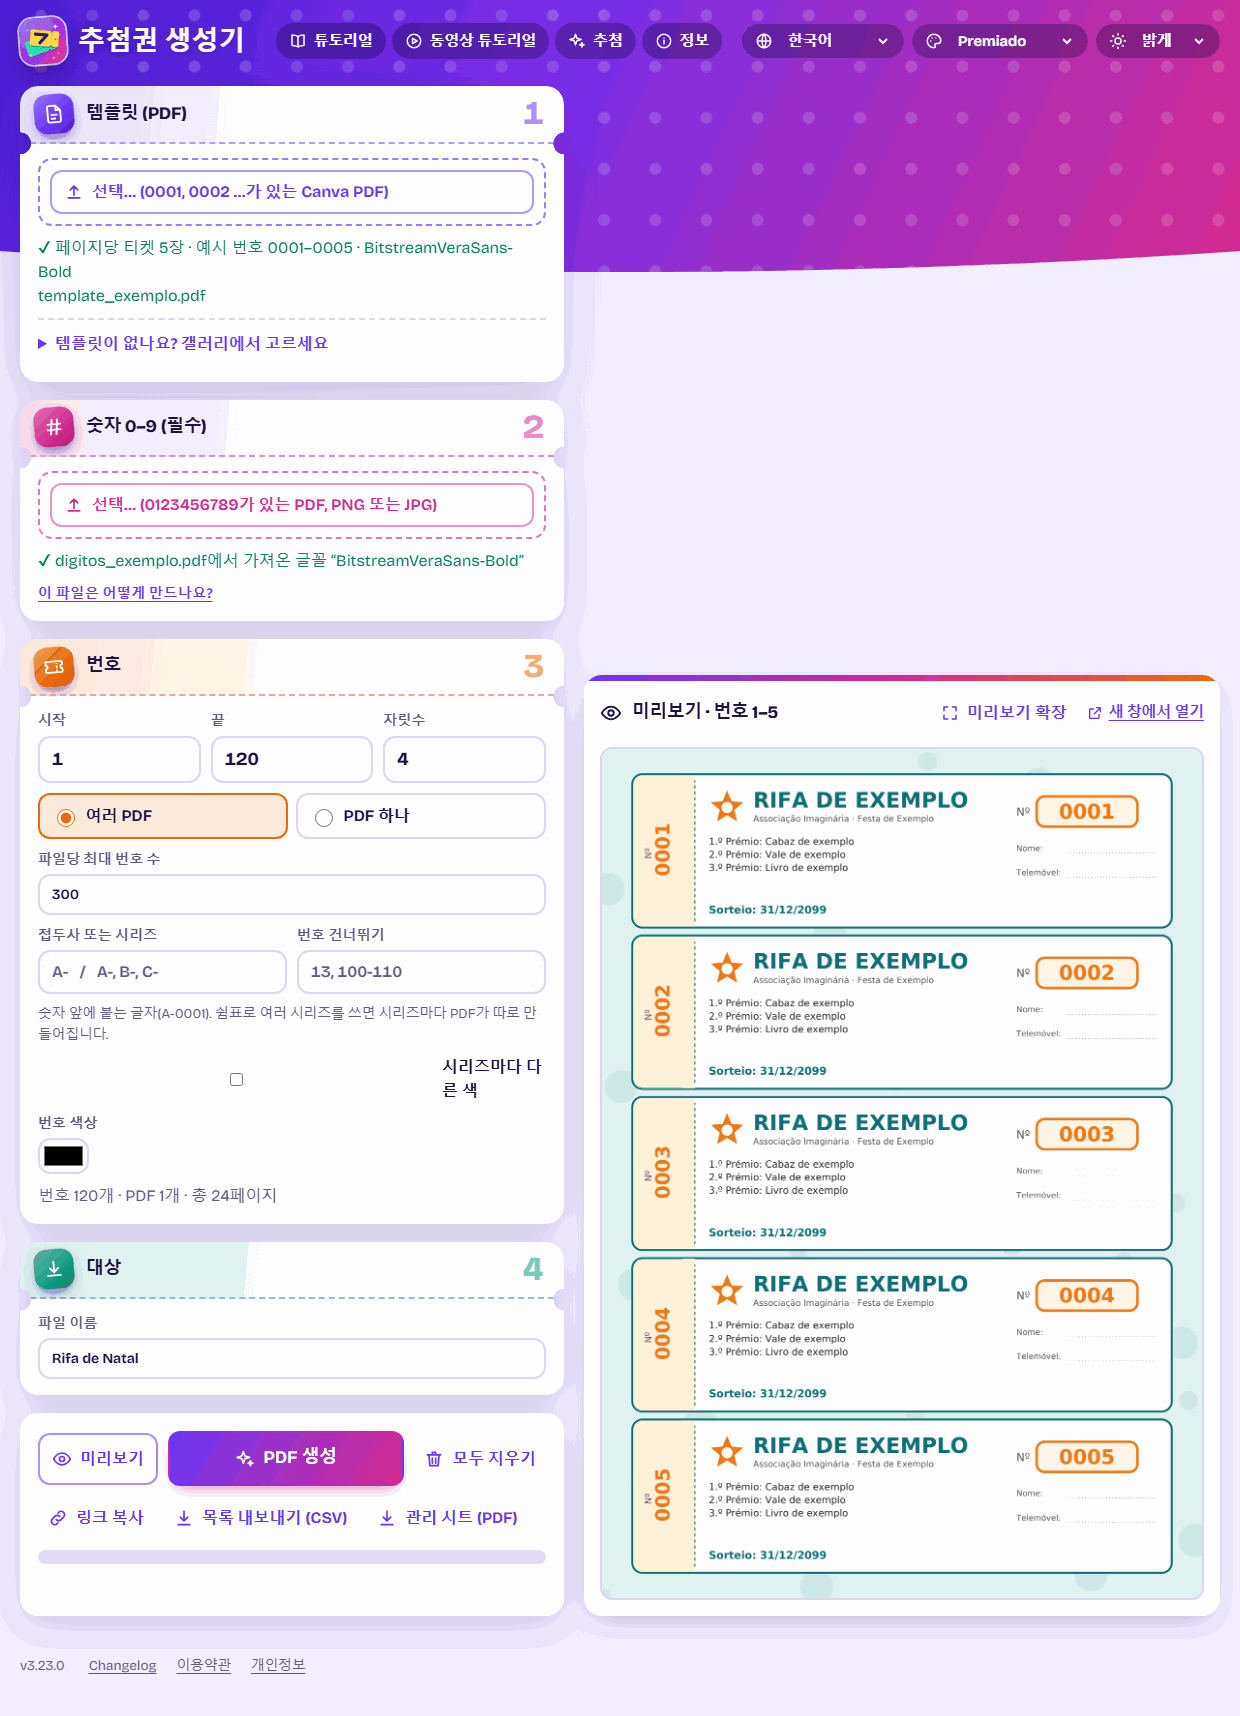 추첨권 생성기
튜토리얼
동영상 튜토리얼
추첨
정보
한국어
Premiado
밝게
템플릿 (PDF)
1
선택... (0001, 0002 ...가 있는 Canva PDF)
✓ 페이지당 티켓 5장 · 예시 번호 0001–0005 · BitstreamVeraSans-
Bold
template_exemplo.pdf
템플릿이 없나요? 갤러리에서 고르세요
숫자 0–9 (필수)
2
선택... (0123456789가 있는 PDF, PNG 또는 JPG)
✓ digitos_exemplo.pdf에서 가져온 글꼴 “BitstreamVeraSans-Bold”
이 파일은 어떻게 만드나요?
번호
3
시작
끝
자릿수
1
120
4
여러 PDF
PDF 하나
파일당 최대 번호 수
300
접두사 또는 시리즈
번호 건너뛰기
A- / A-, B-, C-
13, 100-110
숫자 앞에 붙는 글자(A-0001). 쉼표로 여러 시리즈를 쓰면 시리즈마다 PDF가 따로 만
들어집니다.
시리즈마다 다
른 색
번호 색상
번호 120개 · PDF 1개 · 총 24페이지
대상
4
파일 이름
Rifa de Natal
미리보기
PDF 생성
모두 지우기
링크 복사
목록 내보내기 (CSV)
관리 시트 (PDF)
미리보기 · 번호 1–5
미리보기 확장
새 창에서 열기
Nº 0001
RIFA DE EXEMPLO
Associação Imaginária · Festa de Exemplo
1.º Prémio: Cabaz de exemplo
2.º Prémio: Vale de exemplo
3.º Prémio: Livro de exemplo
Sorteio: 31/12/2099
Nº 0001
Nome:
Telemóvel:
Nº 0002
RIFA DE EXEMPLO
Associação Imaginária · Festa de Exemplo
1.º Prémio: Cabaz de exemplo
2.º Prémio: Vale de exemplo
3.º Prémio: Livro de exemplo
Sorteio: 31/12/2099
Nº 0002
Nome:
Telemóvel:
Nº 0003
RIFA DE EXEMPLO
Associação Imaginária · Festa de Exemplo
1.º Prémio: Cabaz de exemplo
2.º Prémio: Vale de exemplo
3.º Prémio: Livro de exemplo
Sorteio: 31/12/2099
Nº 0003
Nome:
Telemóvel:
Nº 0004
RIFA DE EXEMPLO
Associação Imaginária · Festa de Exemplo
1.º Prémio: Cabaz de exemplo
2.º Prémio: Vale de exemplo
3.º Prémio: Livro de exemplo
Sorteio: 31/12/2099
Nº 0004
Nome:
Telemóvel:
Nº 0005
RIFA DE EXEMPLO
Associação Imaginária · Festa de Exemplo
1.º Prémio: Cabaz de exemplo
2.º Prémio: Vale de exemplo
3.º Prémio: Livro de exemplo
Sorteio: 31/12/2099
Nº 0005
Nome:
Telemóvel:
v3.23.0
Changelog
이용약관
개인정보